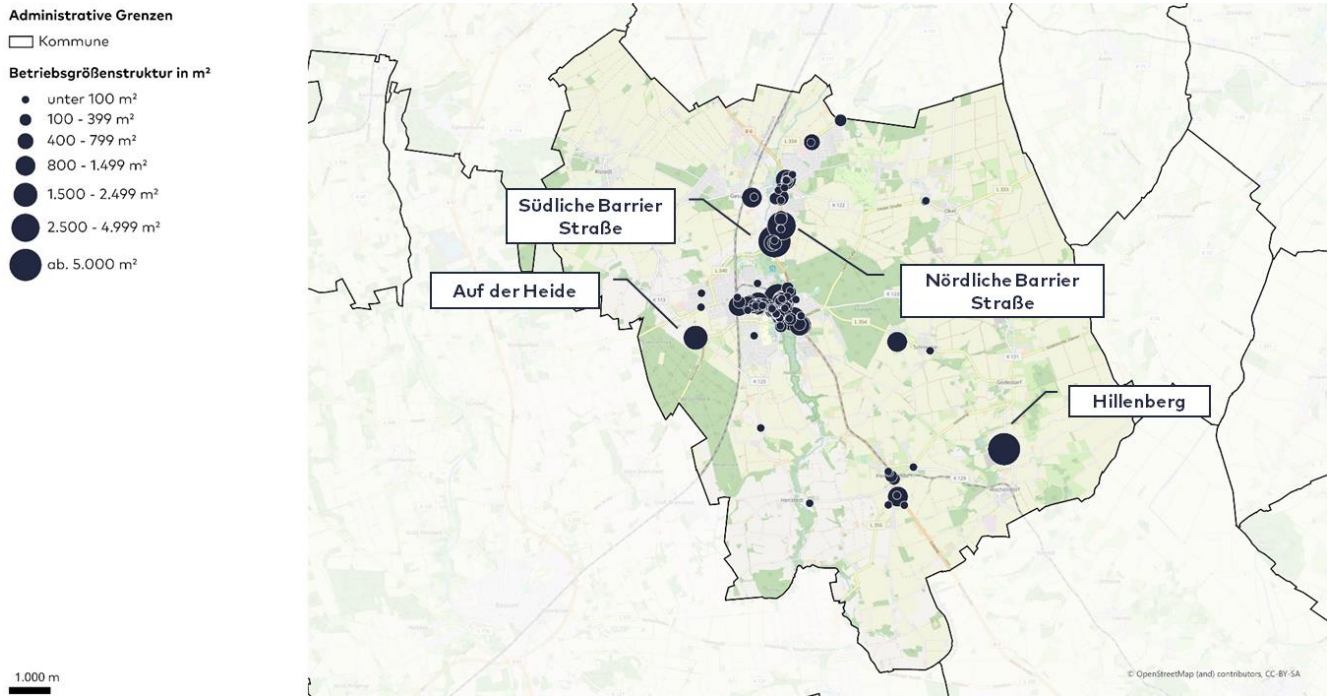 Administrative Grenzen
Kommune
Betriebsgrößenstruktur in m²
unter 100 m²
100 - 399 m²
400 - 799 m²
800 - 1.499 m²
1.500 - 2.499 m²
2.500 - 4.999 m²
ab. 5.000 m²
Südliche Barrier
Straße
Auf der Heide
Nördliche Barrier
Straße
Hillenberg
1.000 m
© OpenStreetMap (and) contributors, CC-BY-SA